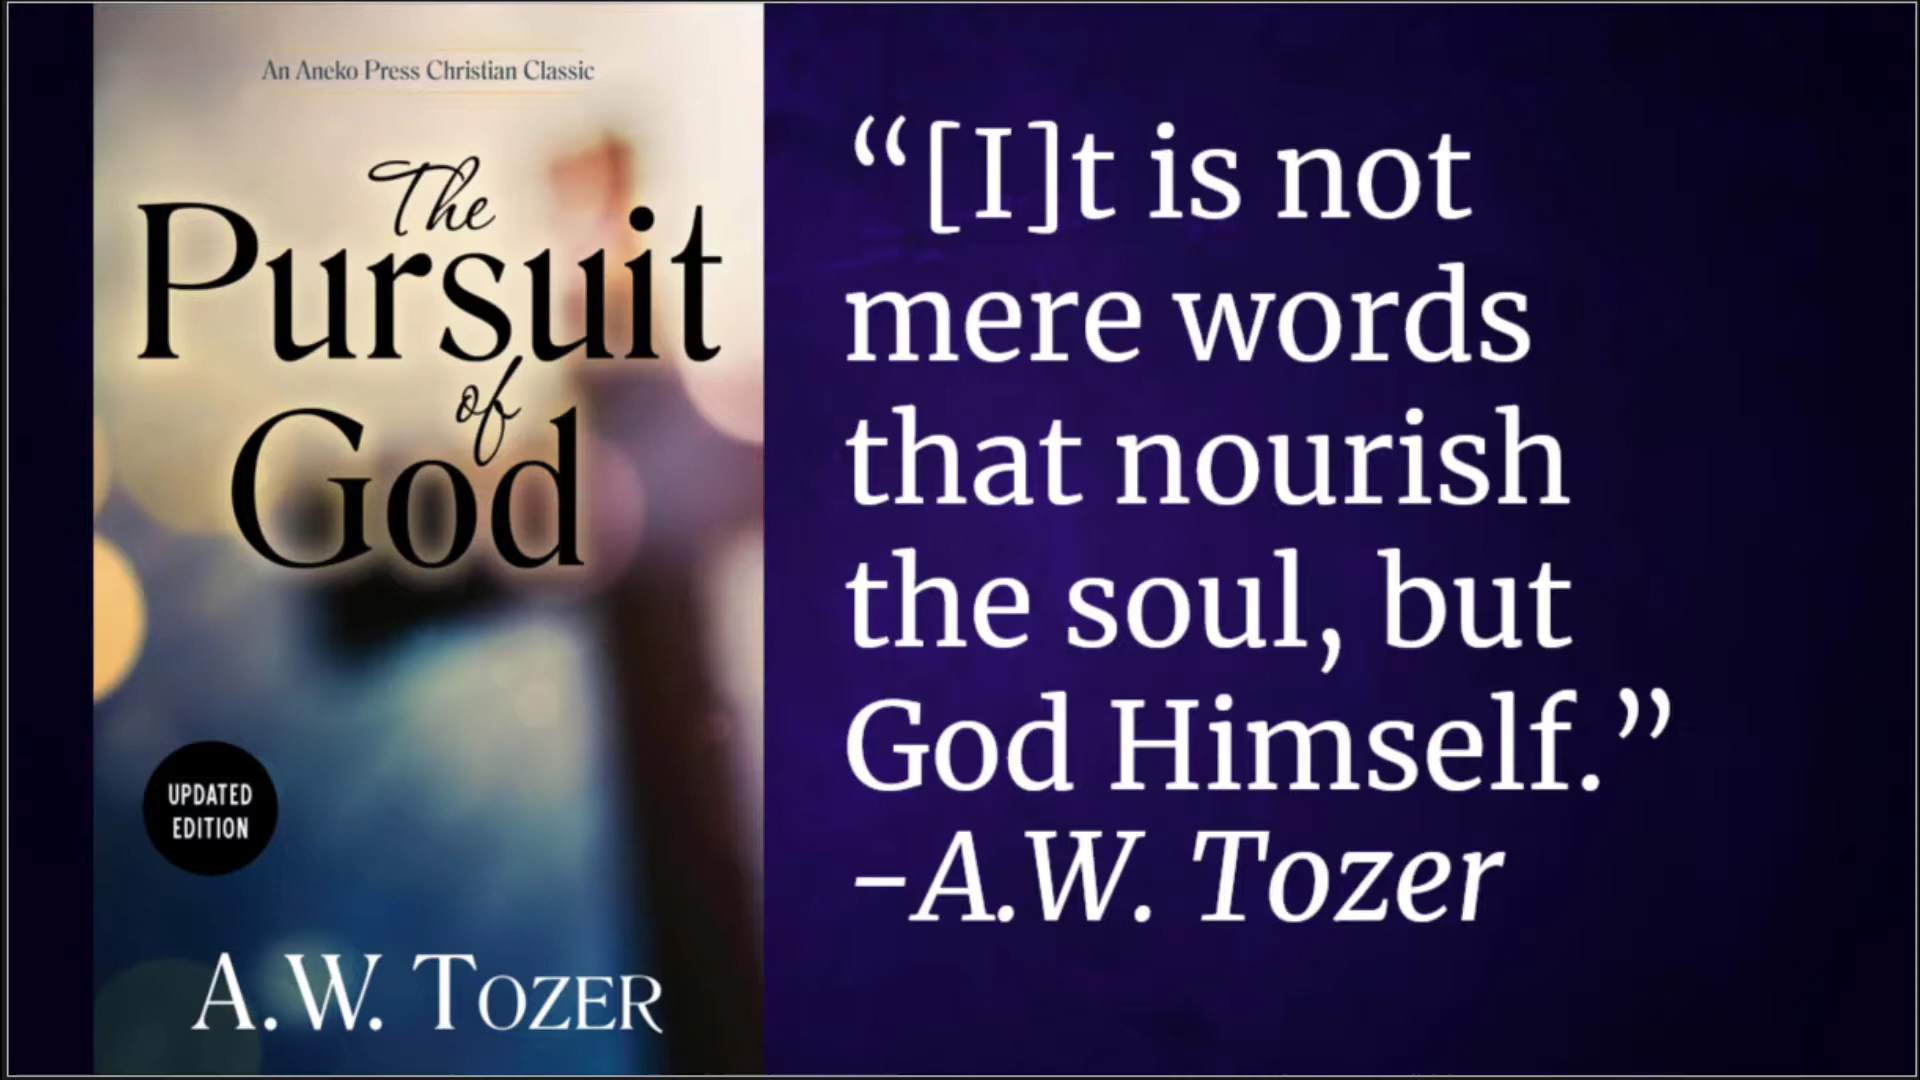 An Aneko Press Christian Classic
The
Pursuit
of
God
UPDATED
EDITION
A.W. TOZER
“[I]t is not
mere words
that nourish
the soul, but
God Himself.”
–A.W. Tozer